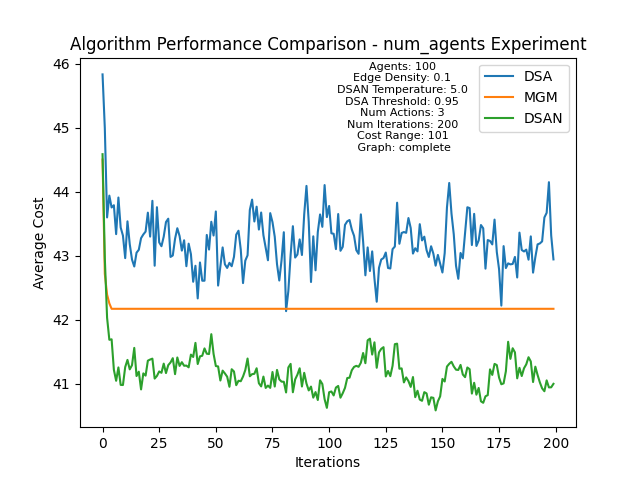 Algorithm Performance Comparison - num_agents Experiment
46
45
44
43
42
41
Average Cost
Agents: 100
Edge Density: 0.1
DSAN Temperature: 5.0
DSA Threshold: 0.95
Num Actions: 3
Num Iterations: 200
Cost Range: 101
Graph: complete
DSA
MGM
DSAN
0 25 50 75 100 125 150 175 200
Iterations